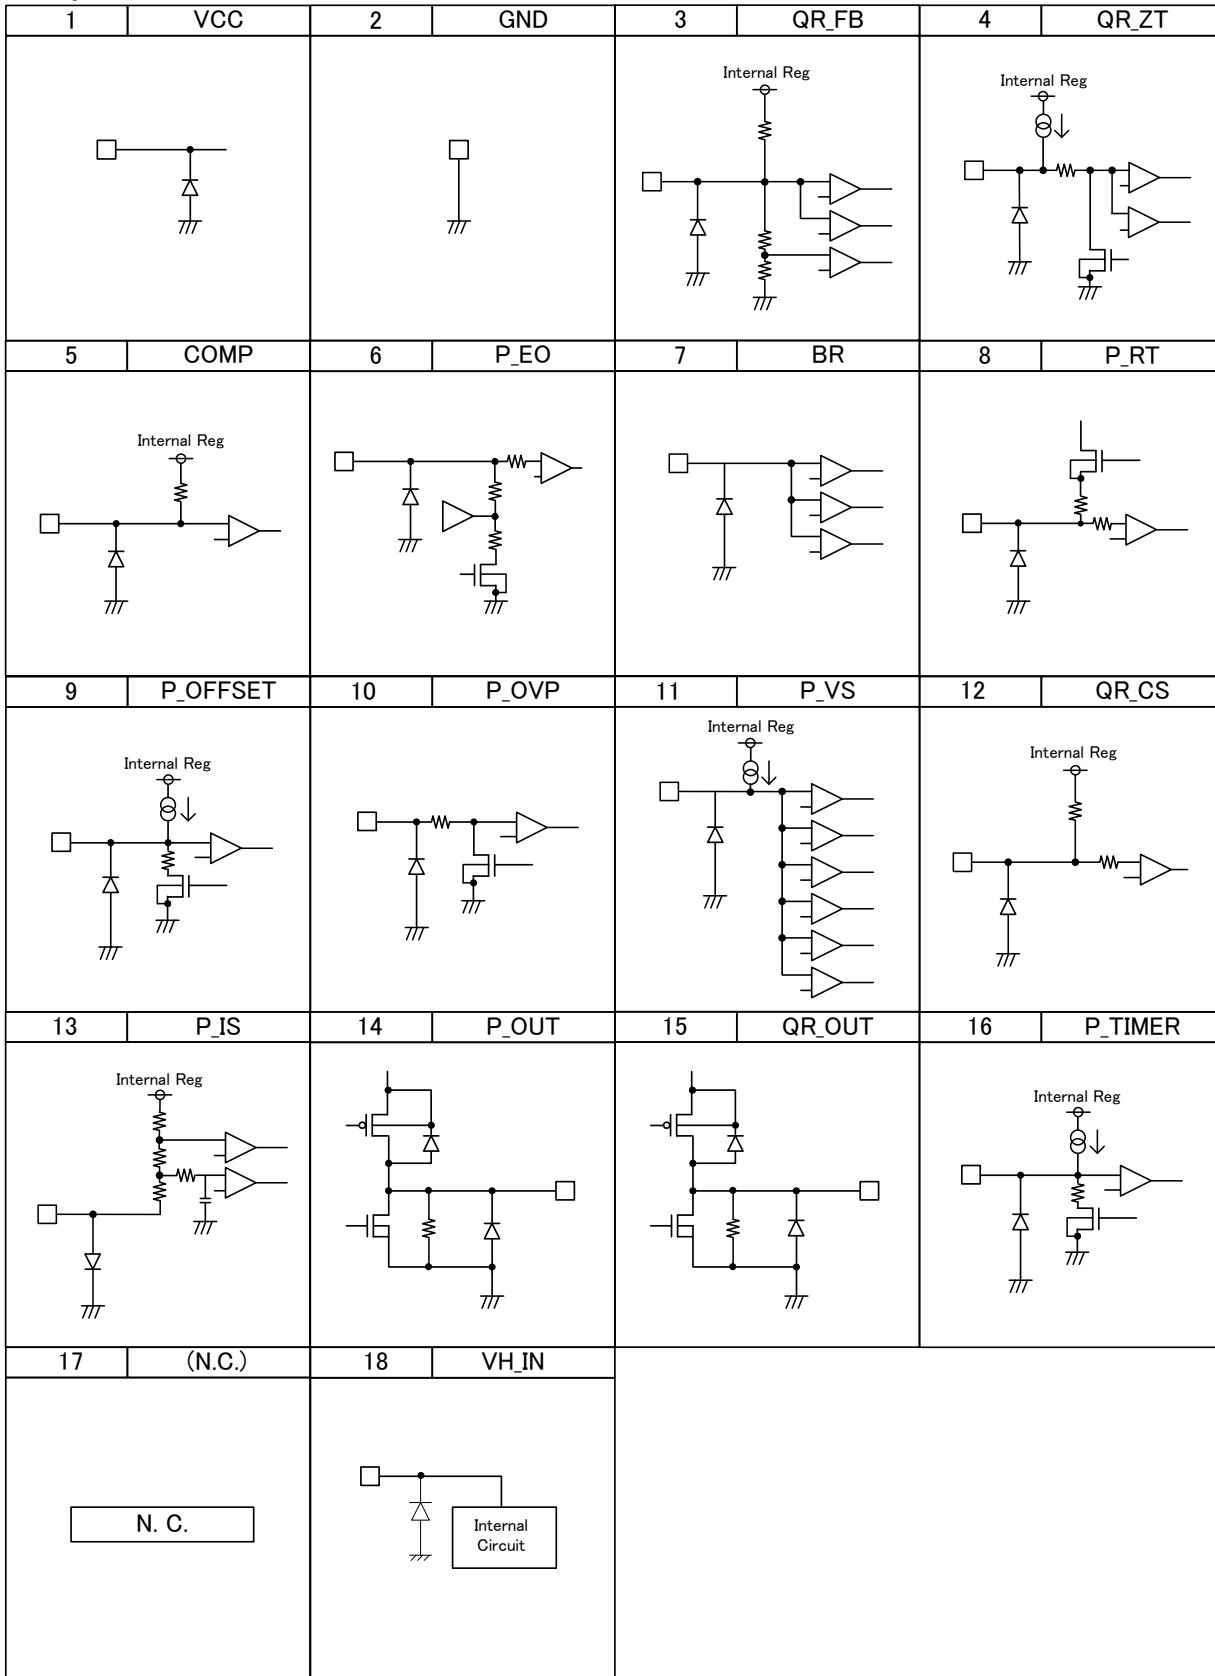 1 VCC 2 GND 3 QR_FB 4 QR_ZT
Internal Reg
Internal Reg
5 COMP 6 P_EO 7 BR 8 P_RT
Internal Reg
9 P_OFFSET 10 P_OVP 11 P_VS 12 QR_CS
Internal Reg
Internal Reg
Internal Reg
13 P_IS 14 P_OUT 15 QR_OUT 16 P_TIMER
Internal Reg
Internal Reg
17 (N.C.) 18 VH_IN
N. C.
Internal
Circuit